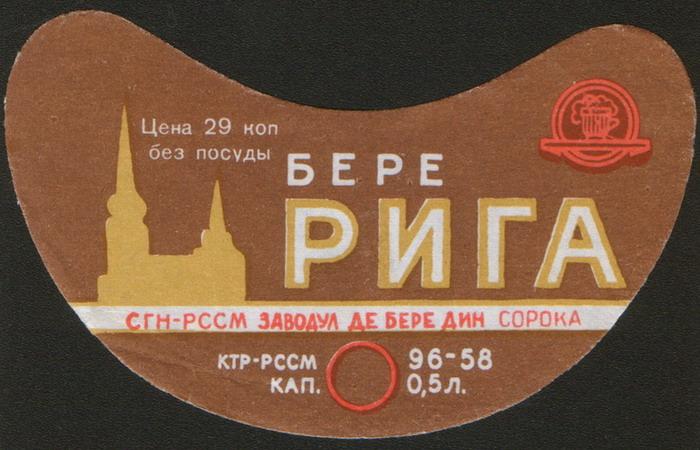 Цена 29 коп
без посуды
БЕРЕ
РИГА
СГН-РССМ ЗАВОДУЛ ДЕ БЕРЕ ДИН СОРОКА
КТР-РССМ 96-58
КАП. 0,5л.